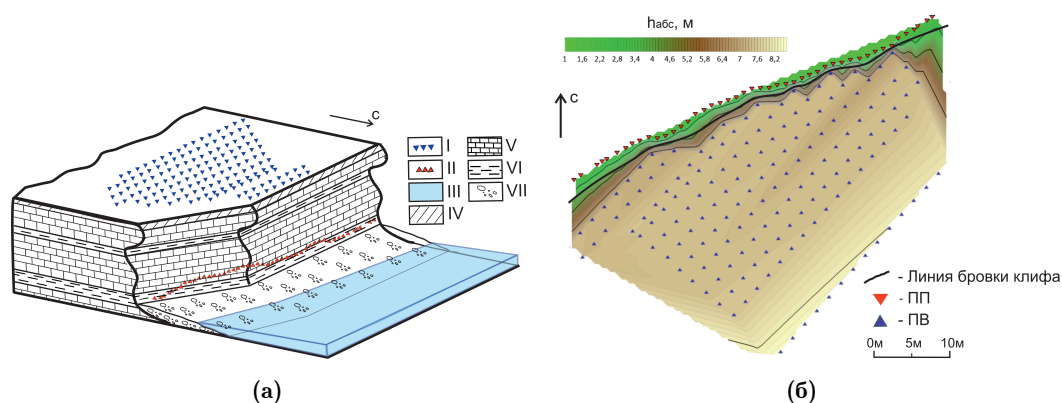 с
I
II
III
IV
V
VI
VII
(а)
hабс, м
1 1,6 2,2 2,8 3,4 4 4,6 5,2 5,8 6,4 7 7,6 8,2
с
- Линия бровки клифа
- ПП
- ПВ
0м 5м 10м
(б)